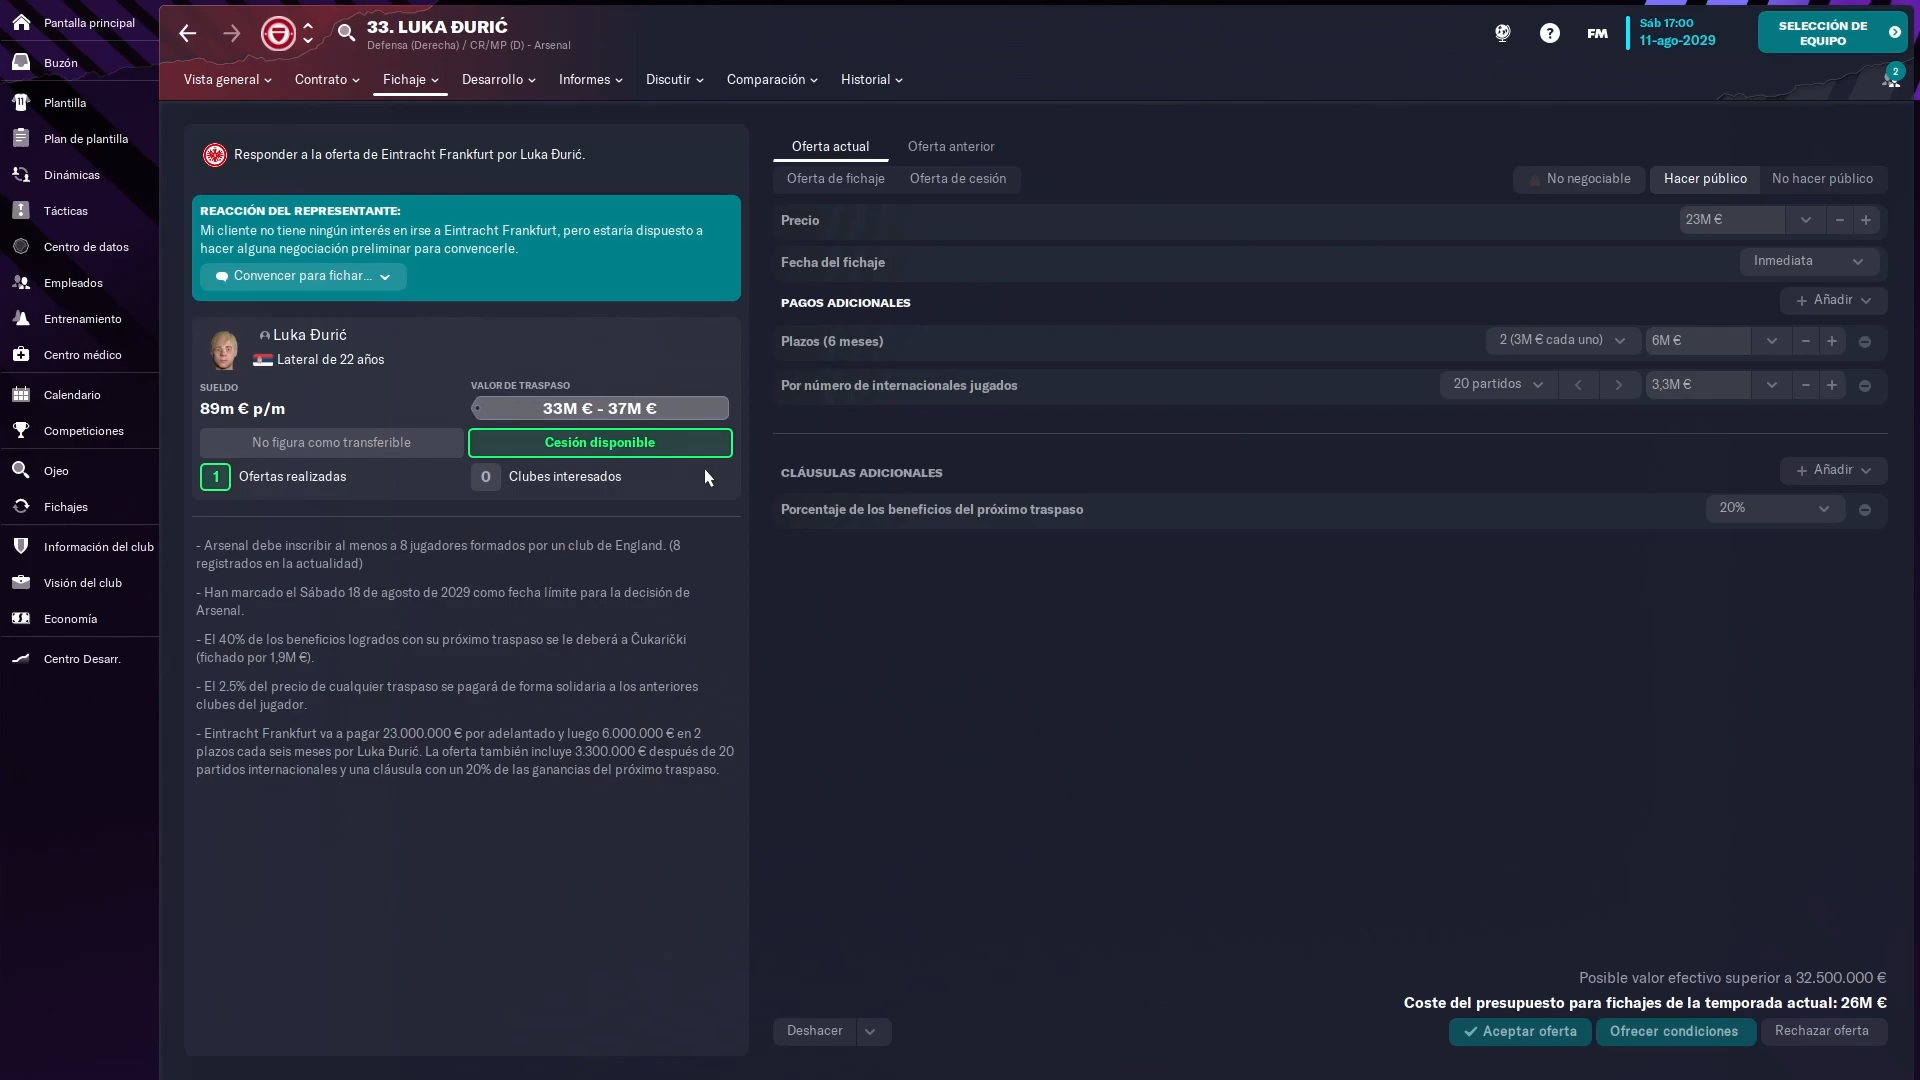 Pantalla principal
Buzón
Plantilla
Plan de plantilla
Dinámicas
Tácticas
Centro de datos
Empleados
Entrenamiento
Centro médico
Calendario
Competiciones
Ojeo
Fichajes
Información del club
Visión del club
Economía
Centro Desarr.
33. LUKA ĐURIĆ
Defensa (Derecha) / CR/MP (D) - Arsenal
FM
Sáb 17:00
11-ago-2029
SELECCIÓN DE
EQUIPO
2
Vista general
Contrato
Fichaje
Desarrollo
Informes
Discutir
Comparación
Historial
Responder a la oferta de Eintracht Frankfurt por Luka Đurić.
REACCIÓN DEL REPRESENTANTE:
Mi cliente no tiene ningún interés en irse a Eintracht Frankfurt, pero estaría dispuesto a
hacer alguna negociación preliminar para convencerle.
Convencer para fichar...
Luka Đurić
Lateral de 22 años
SUELDO
VALOR DE TRASPASO
89m € p/m
33M € - 37M €
No figura como transferible
Cesión disponible
1 Ofertas realizadas
0 Clubes interesados
- Arsenal debe inscribir al menos a 8 jugadores formados por un club de England. (8
registrados en la actualidad)
- Han marcado el Sábado 18 de agosto de 2029 como fecha límite para la decisión de
Arsenal.
- El 40% de los beneficios logrados con su próximo traspaso se le deberá a Čukarički
(fichado por 1,9M €).
- El 2.5% del precio de cualquier traspaso se pagará de forma solidaria a los anteriores
clubes del jugador.
- Eintracht Frankfurt va a pagar 23.000.000 € por adelantado y luego 6.000.000 € en 2
plazos cada seis meses por Luka Đurić. La oferta también incluye 3.300.000 € después de 20
partidos internacionales y una cláusula con un 20% de las ganancias del próximo traspaso.
Oferta actual
Oferta anterior
Oferta de fichaje
Oferta de cesión
No negociable
Hacer público
No hacer público
Precio
23M €
Fecha del fichaje
Inmediata
PAGOS ADICIONALES
Añadir
Plazos (6 meses)
2 (3M € cada uno)
6M €
Por número de internacionales jugados
20 partidos
3,3M €
CLÁUSULAS ADICIONALES
Añadir
Porcentaje de los beneficios del próximo traspaso
20%
Posible valor efectivo superior a 32.500.000 €
Coste del presupuesto para fichajes de la temporada actual: 26M €
Deshacer
Aceptar oferta
Ofrecer condiciones
Rechazar oferta